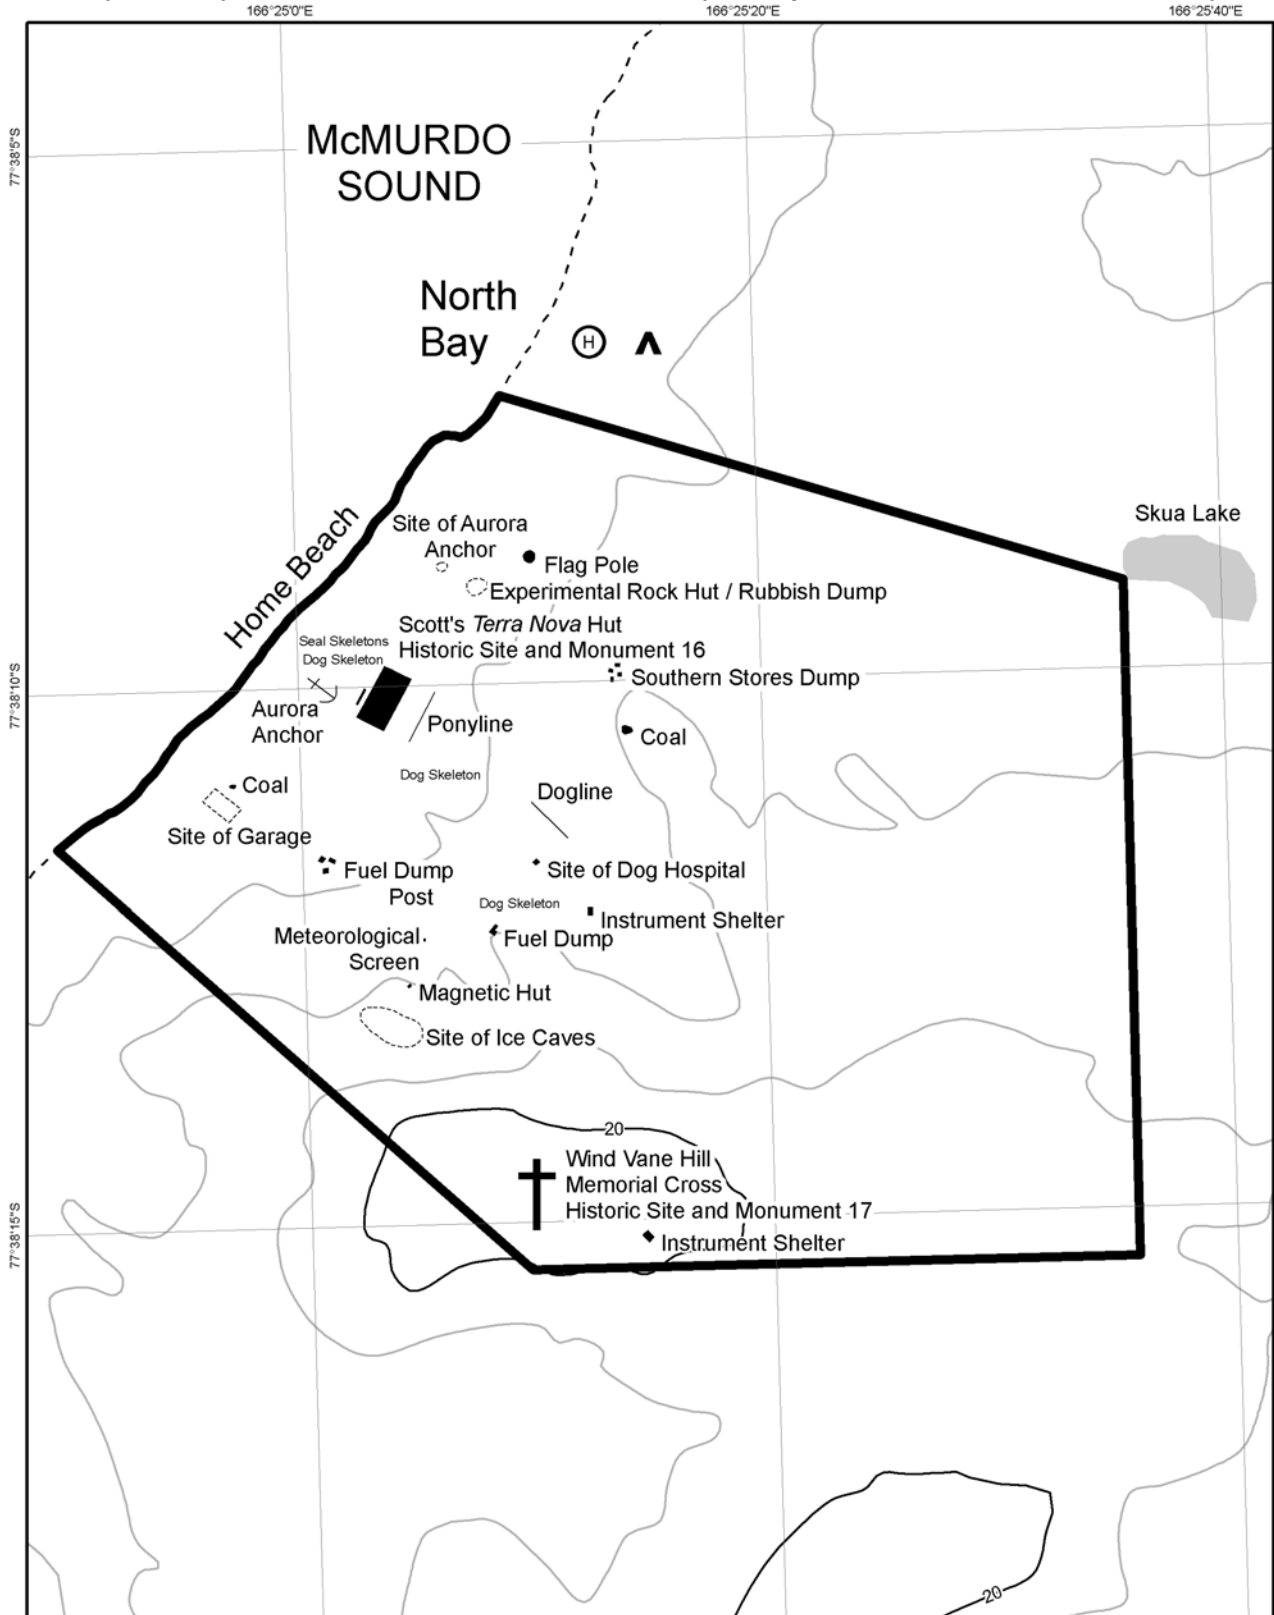 166°25'0"E
166°25'20"E
166°25'40"E
77°38'5"S
McMURDO
SOUND
North
Bay
H
Skua Lake
Home Beach
Site of Aurora
Anchor
Flag Pole
Experimental Rock Hut / Rubbish Dump
Scott's Terra Nova Hut
Historic Site and Monument 16
Seal Skeletons
Dog Skeleton
Southern Stores Dump
77°38'10"S
Aurora
Anchor
Ponyline
Coal
Dog Skeleton
Coal
Dogline
Site of Garage
Fuel Dump
Post
Site of Dog Hospital
Dog Skeleton
Instrument Shelter
Fuel Dump
Meteorological
Screen
Magnetic Hut
Site of Ice Caves
20
Wind Vane Hill
Memorial Cross
Historic Site and Monument 17
77°38'15"S
Instrument Shelter
20